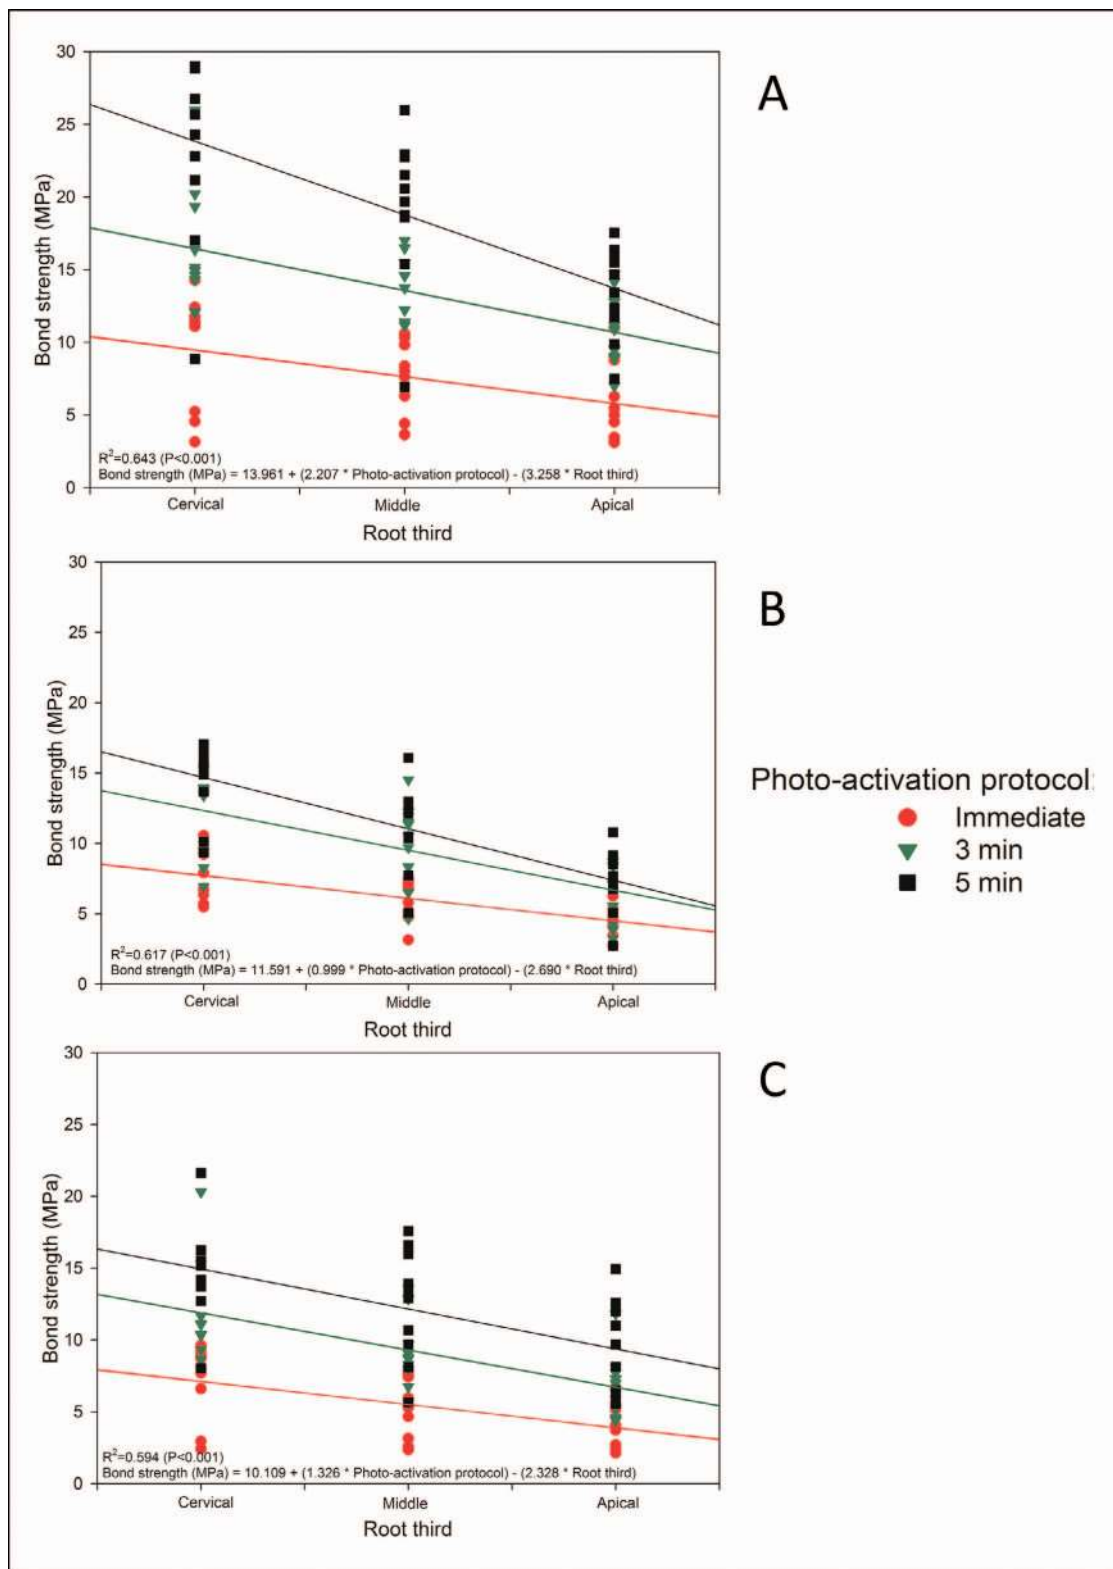 A
30
25
20
15
10
5
0
Bond strength (MPa)
R²=0.643 (P<0.001)
Bond strength (MPa) = 13.961 + (2.207 * Photo-activation protocol) - (3.258 * Root third)
Cervical Middle Apical
Root third
B
30
25
20
15
10
5
0
Bond strength (MPa)
R²=0.617 (P<0.001)
Bond strength (MPa) = 11.591 + (0.999 * Photo-activation protocol) - (2.690 * Root third)
Cervical Middle Apical
Root third
Photo-activation protocol:
Immediate
3 min
5 min
C
30
25
20
15
10
5
0
Bond strength (MPa)
R²=0.594 (P<0.001)
Bond strength (MPa) = 10.109 + (1.326 * Photo-activation protocol) - (2.328 * Root third)
Cervical Middle Apical
Root third